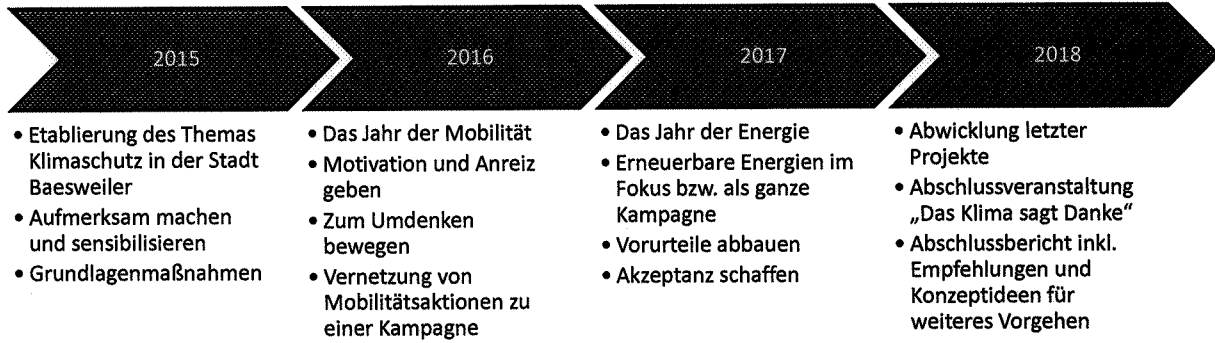 2015
• Etablierung des Themas
Klimaschutz in der Stadt
Baesweiler
• Aufmerksam machen
und sensibilisieren
• Grundlagenmaßnahmen
2016
• Das Jahr der Mobilität
• Motivation und Anreiz
geben
• Zum Umdenken
bewegen
• Vernetzung von
Mobilitätsaktionen zu
einer Kampagne
2017
• Das Jahr der Energie
• Erneuerbare Energien im
Fokus bzw. als ganze
Kampagne
• Vorurteile abbauen
• Akzeptanz schaffen
2018
• Abwicklung letzter
Projekte
• Abschlussveranstaltung
„Das Klima sagt Danke“
• Abschlussbericht inkl.
Empfehlungen und
Konzeptideen für
weiteres Vorgehen